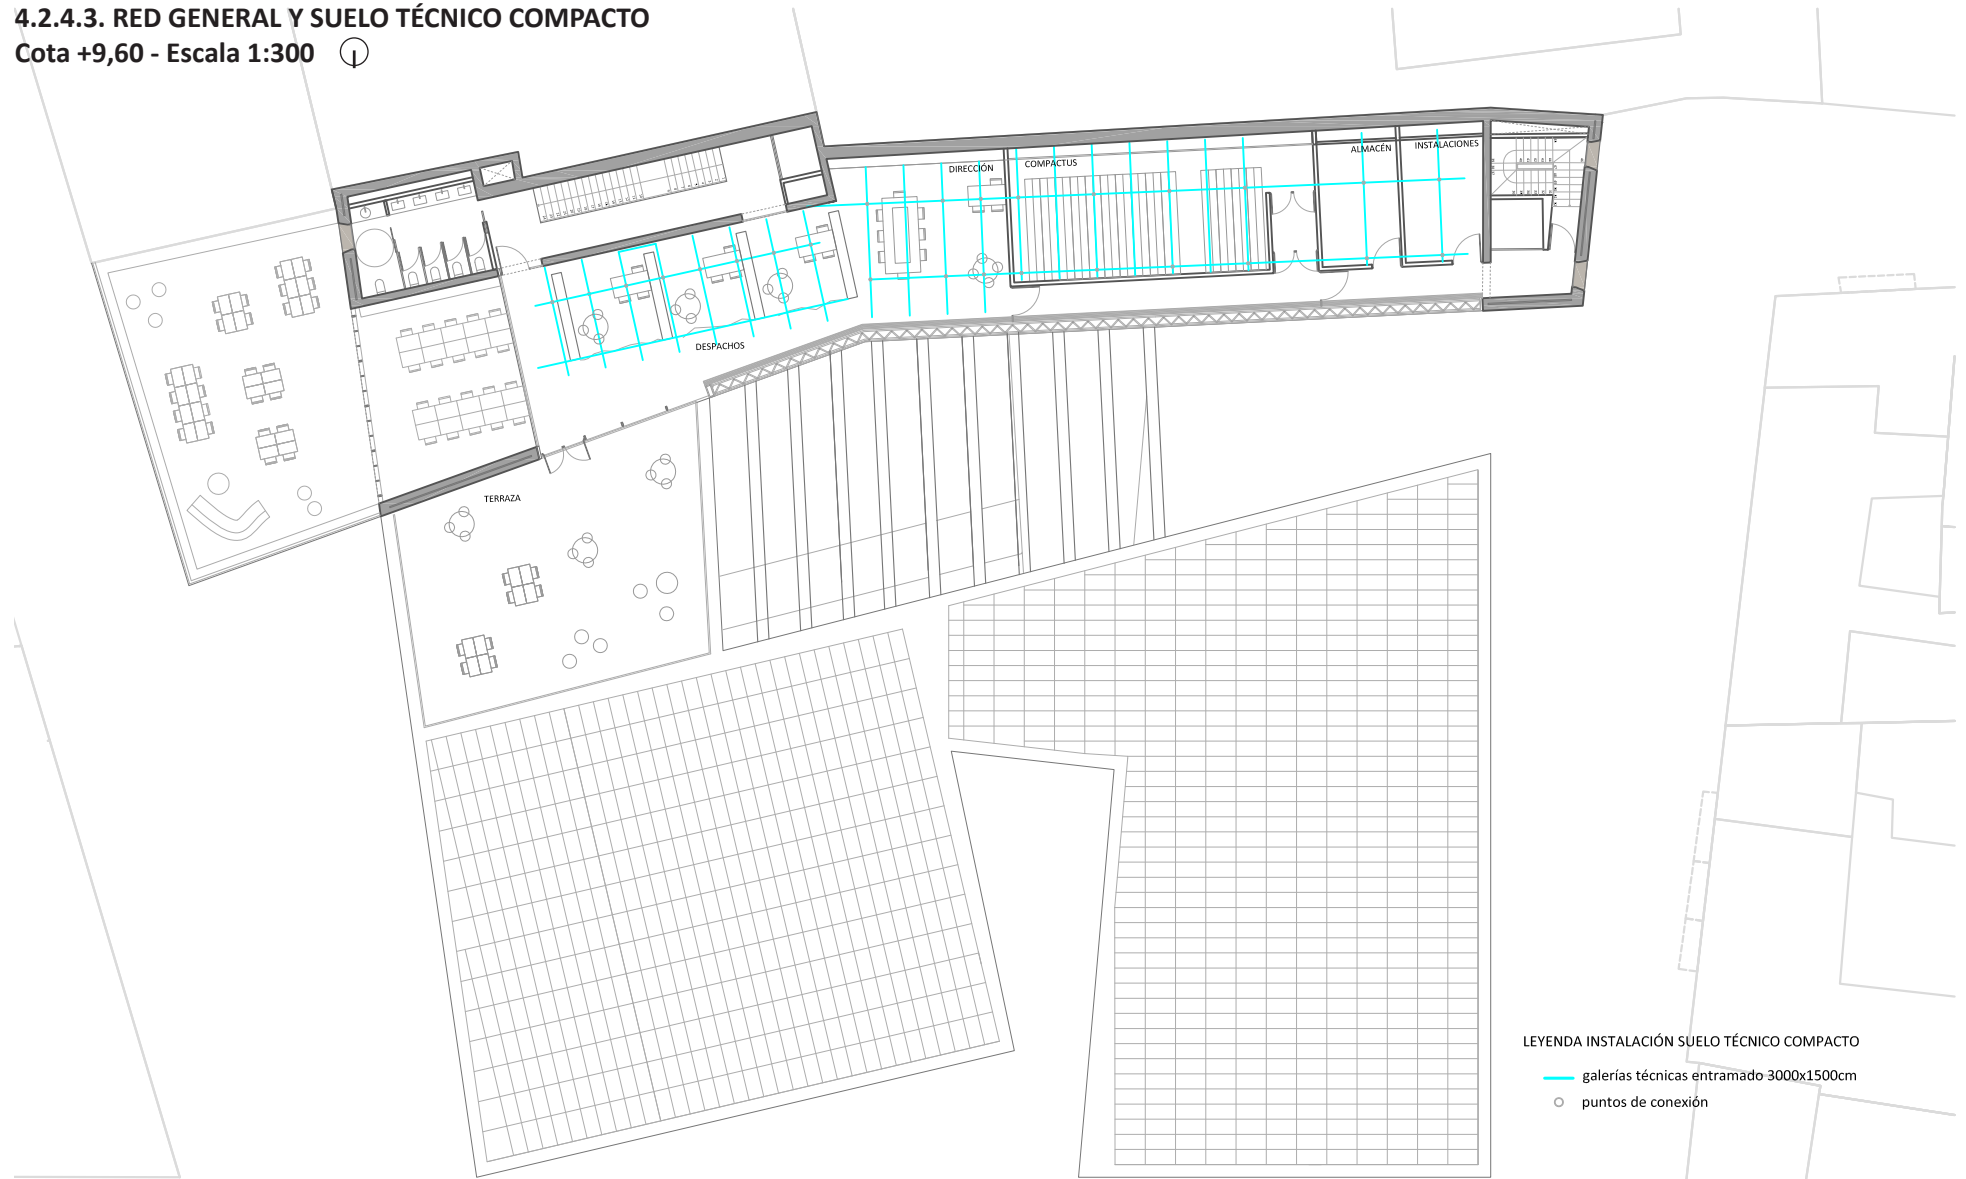 4.2.4.3. RED GENERAL Y SUELO TÉCNICO COMPACTO
Cota +9,60 - Escala 1:300
DIRECCIÓN
COMPACTUS
ALMACÉN
INSTALACIONES
DESPACHOS
TERRAZA
LEYENDA INSTALACIÓN SUELO TÉCNICO COMPACTO
galerías técnicas entramado 3000x1500cm
puntos de conexión